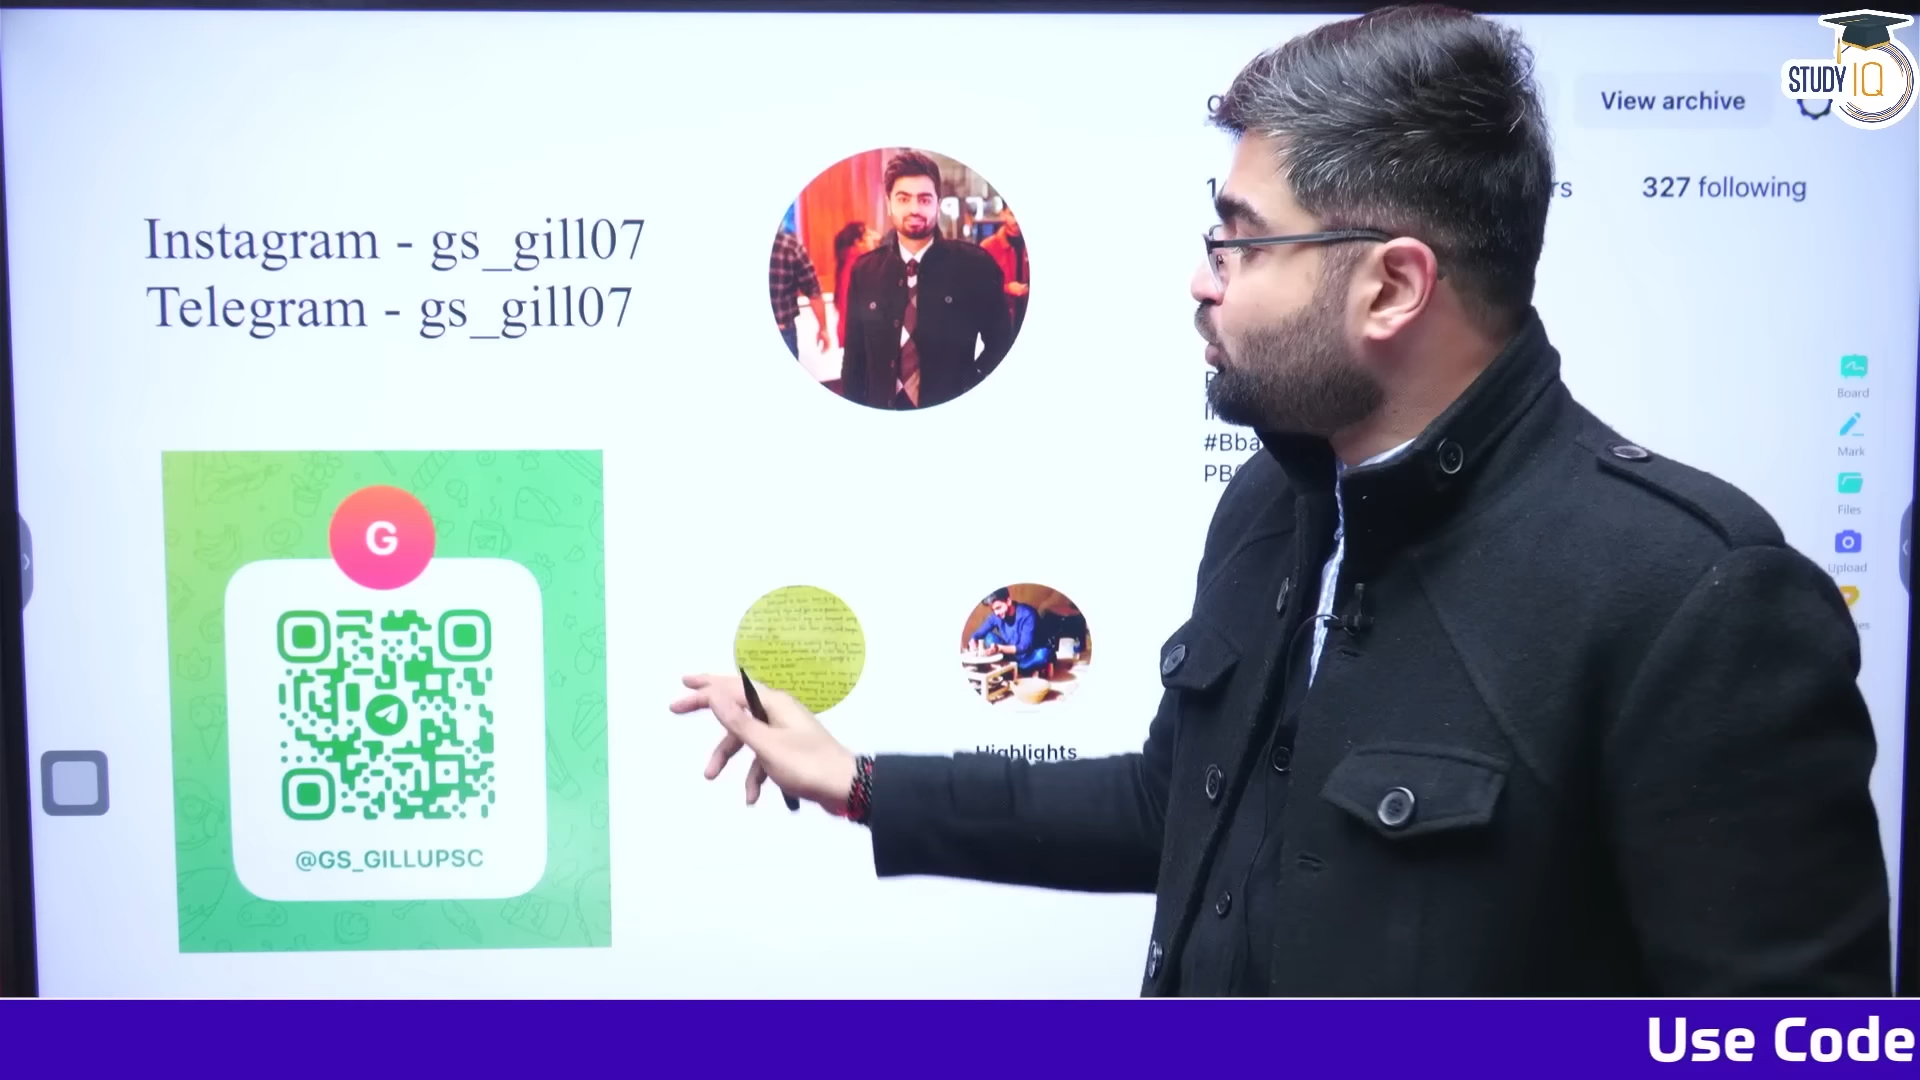 STUDY IQ
View archive
327 following
Instagram - gs_gill07
Telegram - gs_gill07
#Bba
Board
Mark
Files
Upload
G
@GS_GILLUPSC
Highlights
Use Code